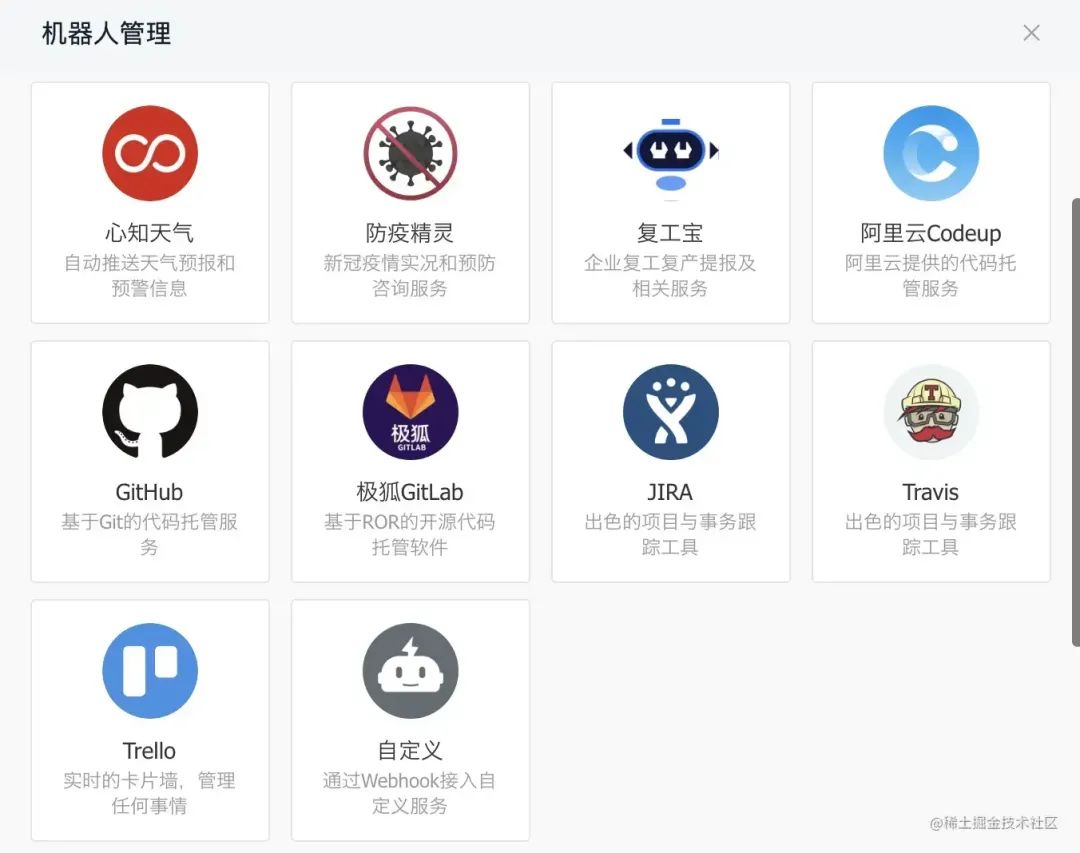 机器人管理
心知天气
自动推送天气预报和
预警信息
防疫精灵
新冠疫情实况和预防
咨询服务
复工宝
企业复工复产提报及
相关服务
阿里云Codeup
阿里云提供的代码托
管服务
GitHub
基于Git的代码托管服
务
极狐
GITLAB
极狐GitLab
基于ROR的开源代码
托管软件
JIRA
出色的项目与事务跟
踪工具
T
Travis
出色的项目与事务跟
踪工具
Trello
实时的卡片墙，管理
任何事情
自定义
通过Webhook接入自
定义服务
@稀土掘金技术社区